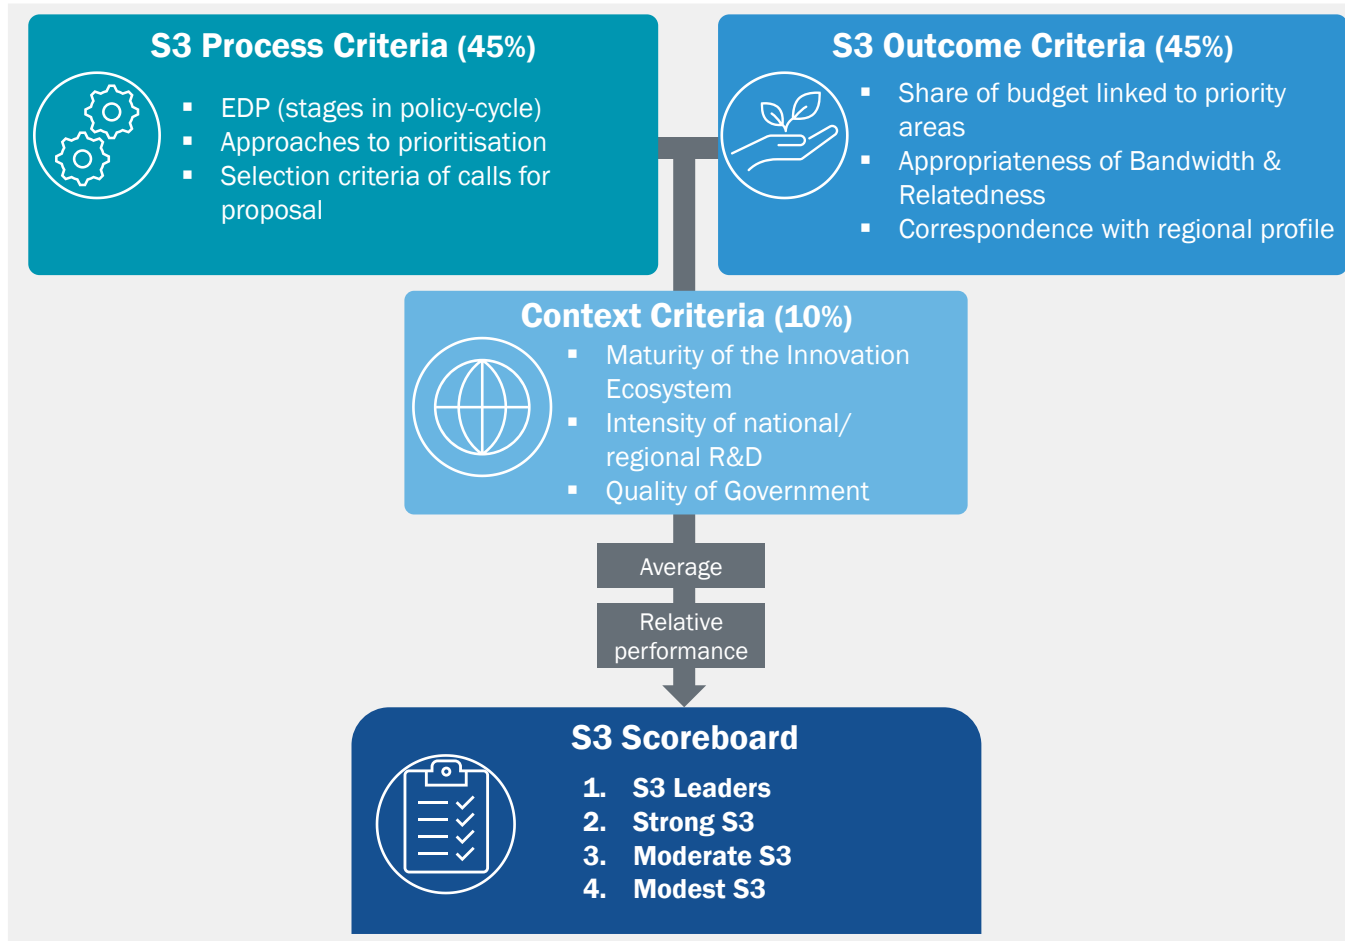 S3 Process Criteria (45%)
▪ EDP (stages in policy-cycle)
▪ Approaches to prioritisation
▪ Selection criteria of calls for
proposal
S3 Outcome Criteria (45%)
▪ Share of budget linked to priority
areas
▪ Appropriateness of Bandwidth &
Relatedness
▪ Correspondence with regional profile
Context Criteria (10%)
▪ Maturity of the Innovation
Ecosystem
▪ Intensity of national/
regional R&D
▪ Quality of Government
Average
Relative
performance
S3 Scoreboard
1. S3 Leaders
2. Strong S3
3. Moderate S3
4. Modest S3